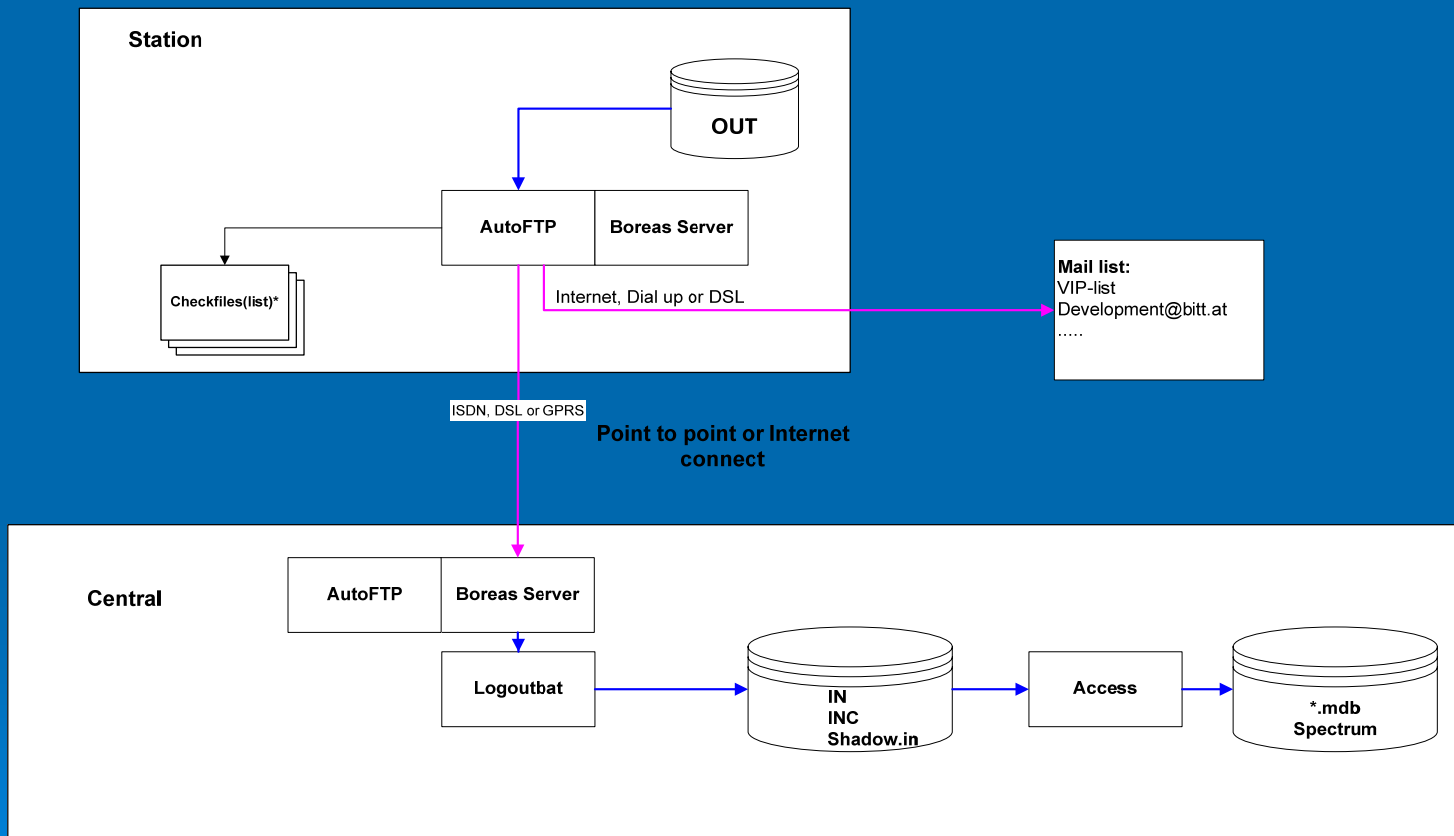 Station
OUT
AutoFTP
Boreas Server
Checkfiles(list)*
Internet, Dial up or DSL
Mail list:
VIP-list
Development@bitt.at
.....
ISDN, DSL or GPRS
Point to point or Internet
connect
Central
AutoFTP
Boreas Server
Logoutbat
IN
INC
Shadow.in
Access
*.mdb
Spectrum